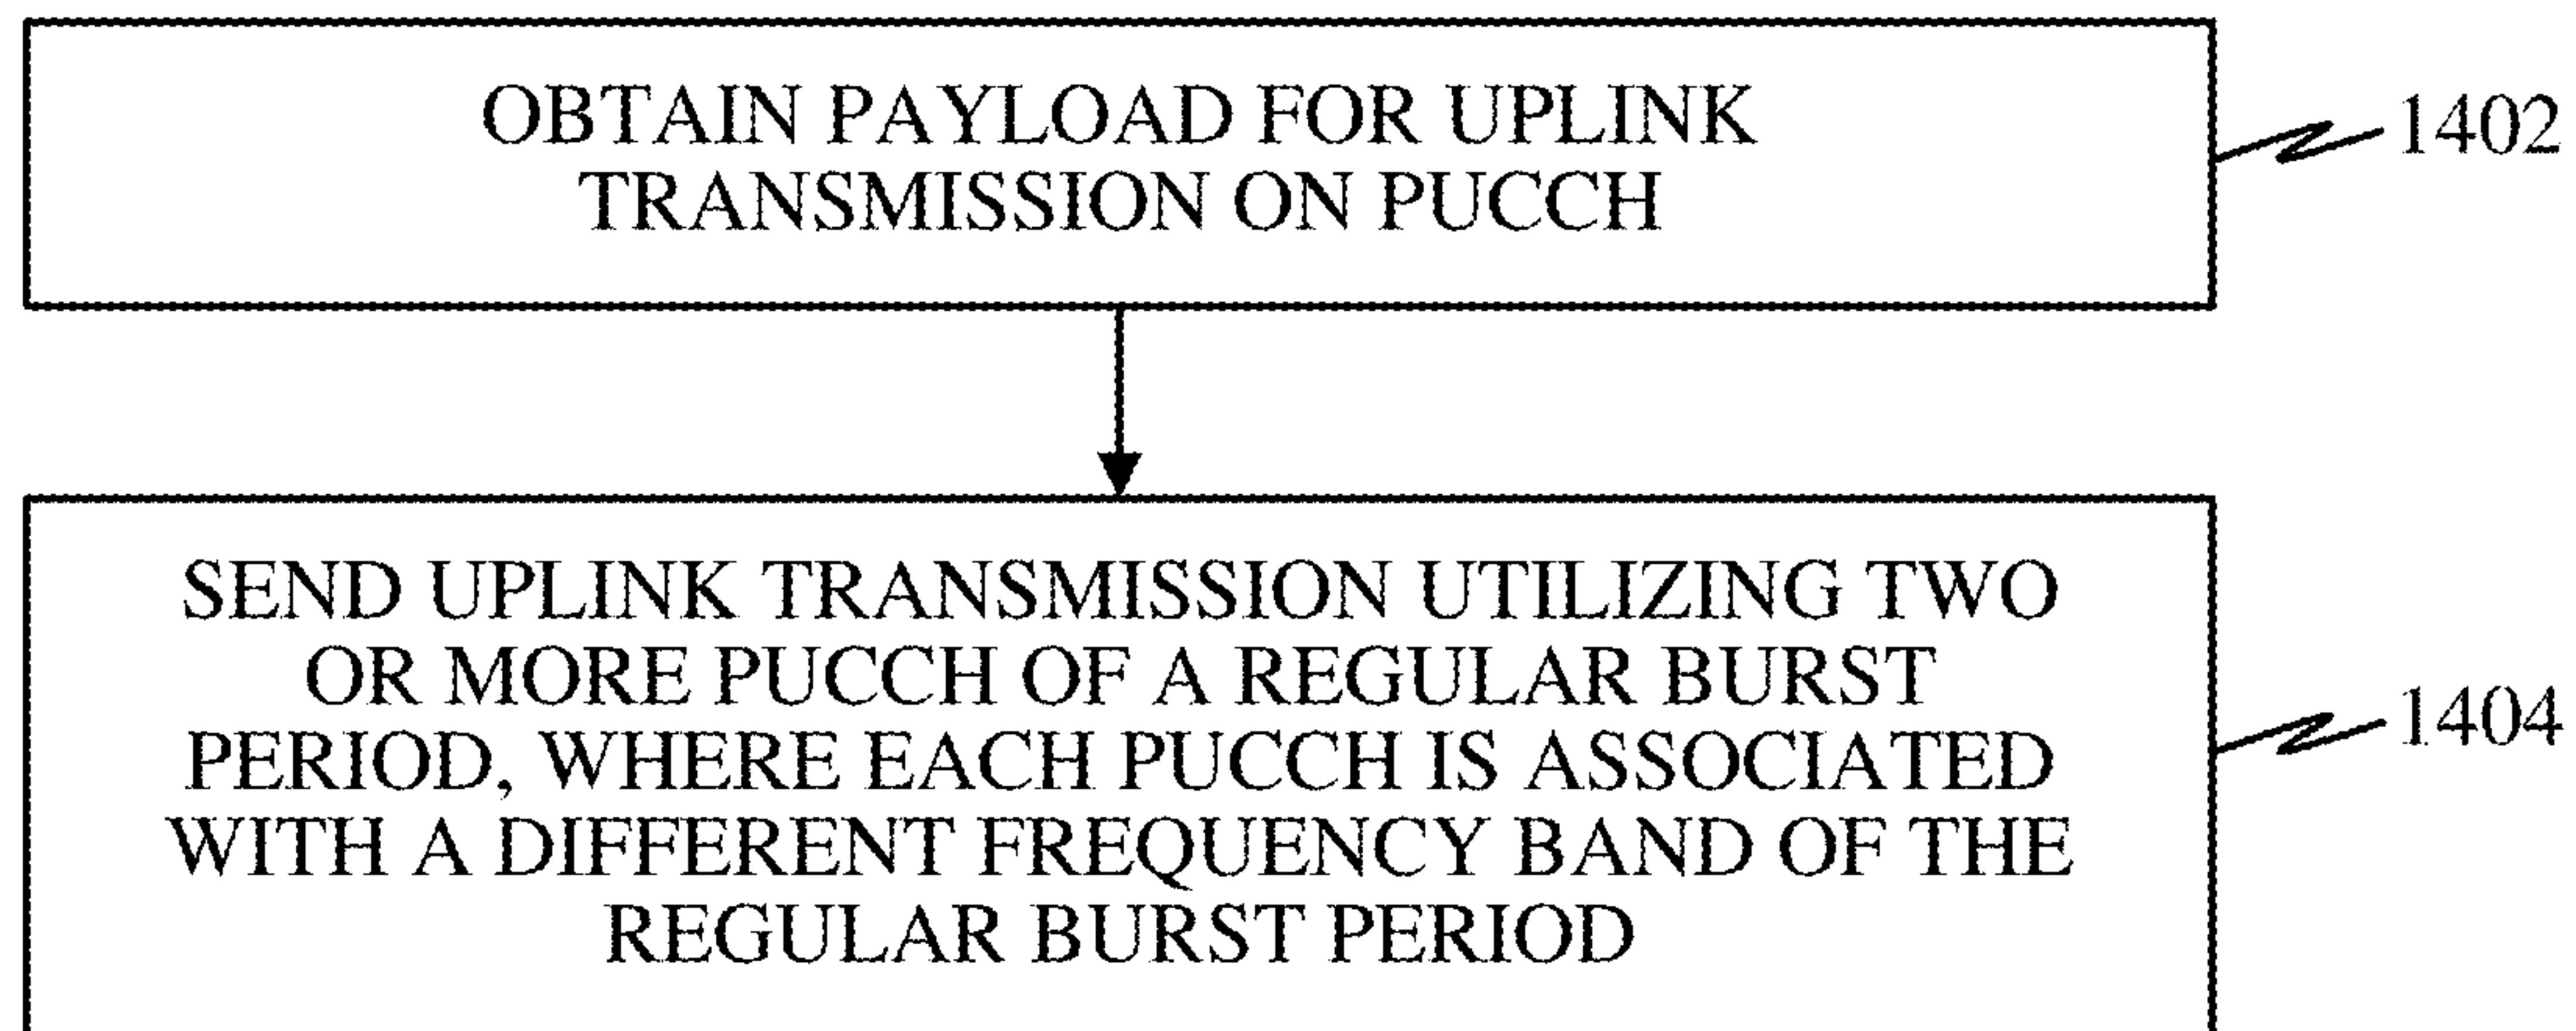 OBTAIN PAYLOAD FOR UPLINK
TRANSMISSION ON PUCCH
1402
SEND UPLINK TRANSMISSION UTILIZING TWO
OR MORE PUCCH OF A REGULAR BURST
PERIOD, WHERE EACH PUCCH IS ASSOCIATED
WITH A DIFFERENT FREQUENCY BAND OF THE
REGULAR BURST PERIOD
1404